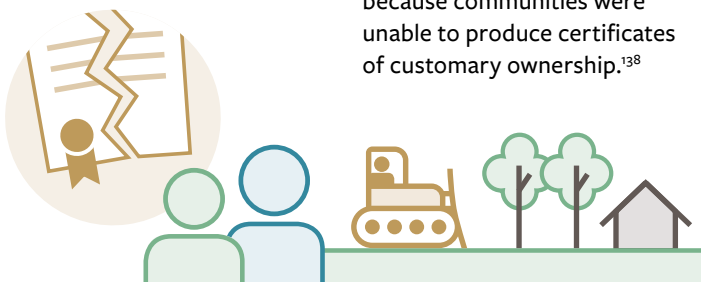 because communities were
unable to produce certificates
of customary ownership.¹³⁸